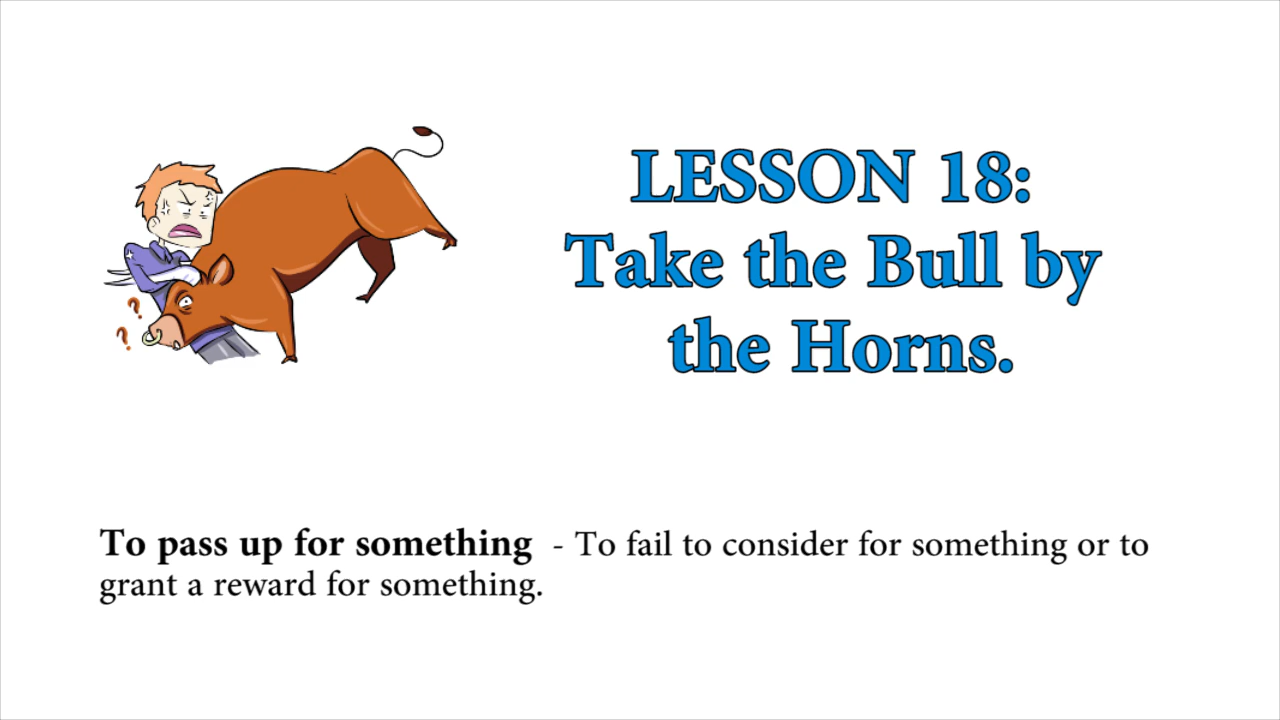 LESSON 18:
Take the Bull by
the Horns.
? ?
To pass up for something - To fail to consider for something or to
grant a reward for something.